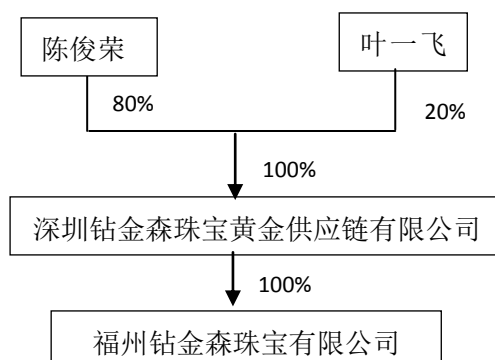 陈俊荣
叶一飞
80%
20%
100%
深圳钻金森珠宝黄金供应链有限公司
100%
福州钻金森珠宝有限公司